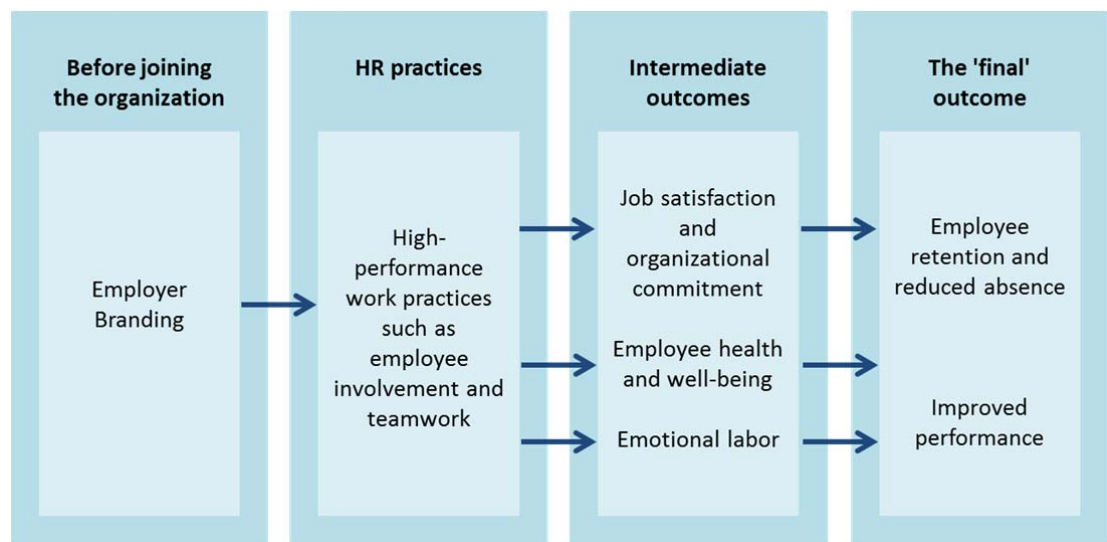 Before joining
the organization
Employer
Branding
HR practices
High-
performance
work practices
such as
employee
involvement and
teamwork
Intermediate
outcomes
Job satisfaction
and
organizational
commitment
Employee health
and well-being
Emotional labor
The 'final'
outcome
Employee
retention and
reduced absence
Improved
performance